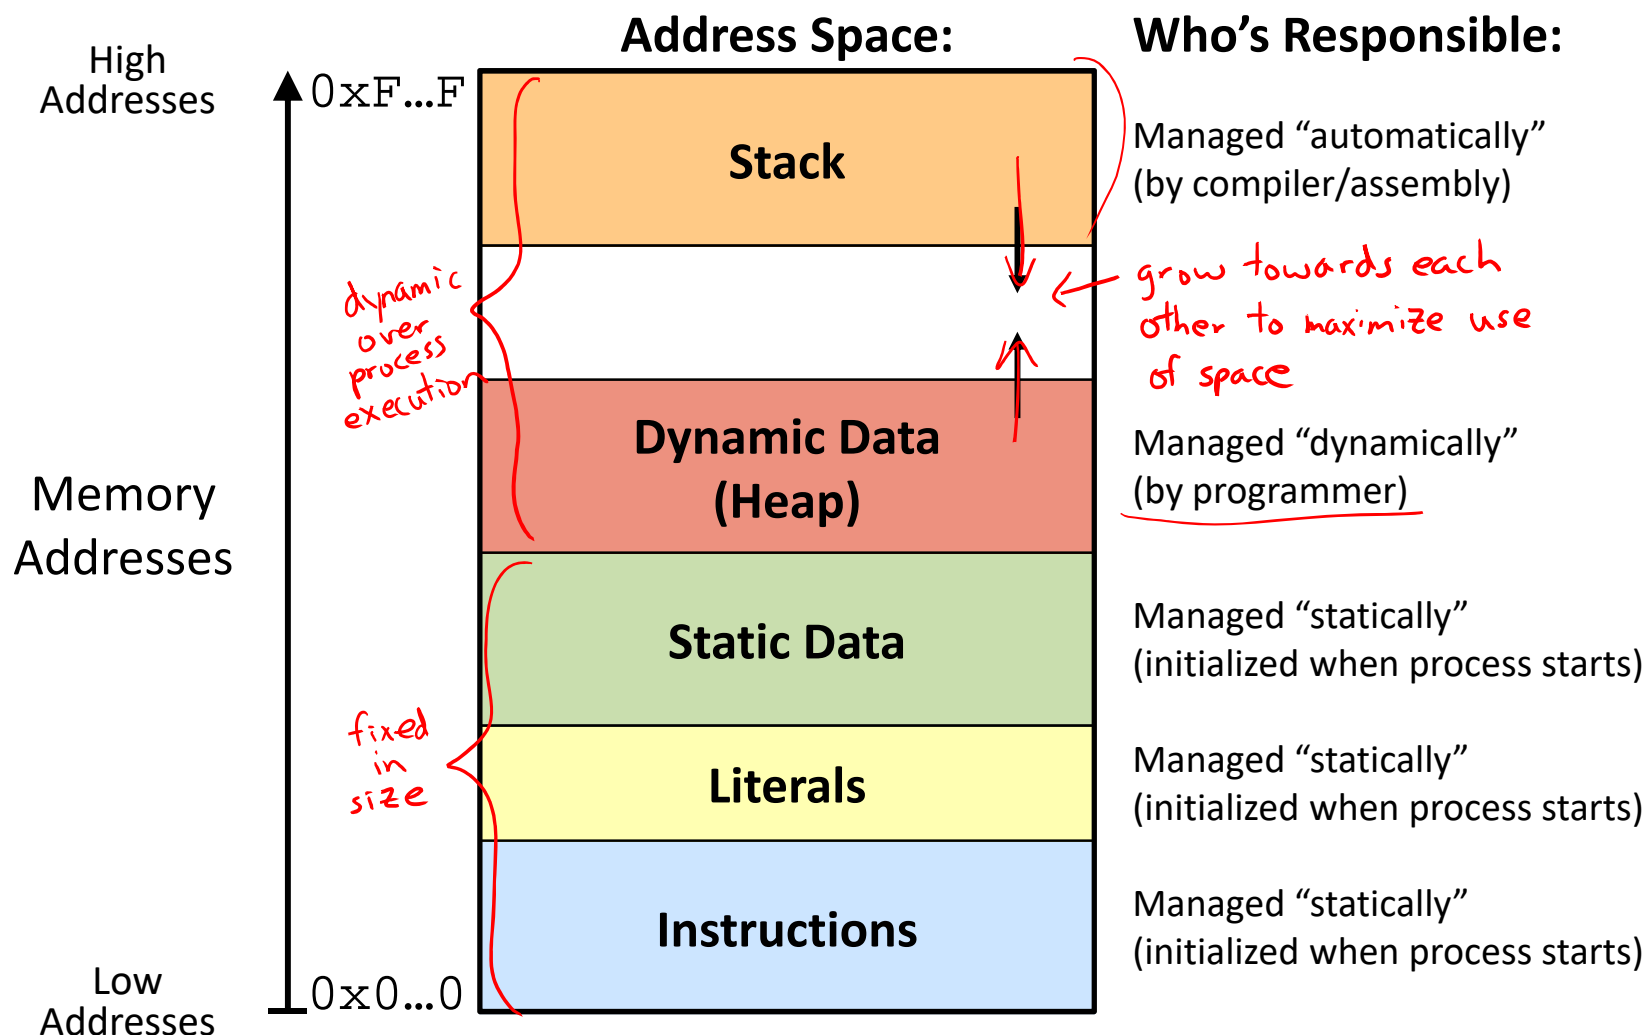 Address Space:
Who’s Responsible:
High
Addresses
0xF…F
Stack
Managed “automatically”
(by compiler/assembly)
dynamic
over
process
execution
grow towards each
other to maximize use
of space
Dynamic Data
(Heap)
Managed “dynamically”
(by programmer)
Memory
Addresses
Static Data
Managed “statically”
(initialized when process starts)
fixed
in
size
Literals
Managed “statically”
(initialized when process starts)
Instructions
Managed “statically”
(initialized when process starts)
Low
Addresses
0x0…0